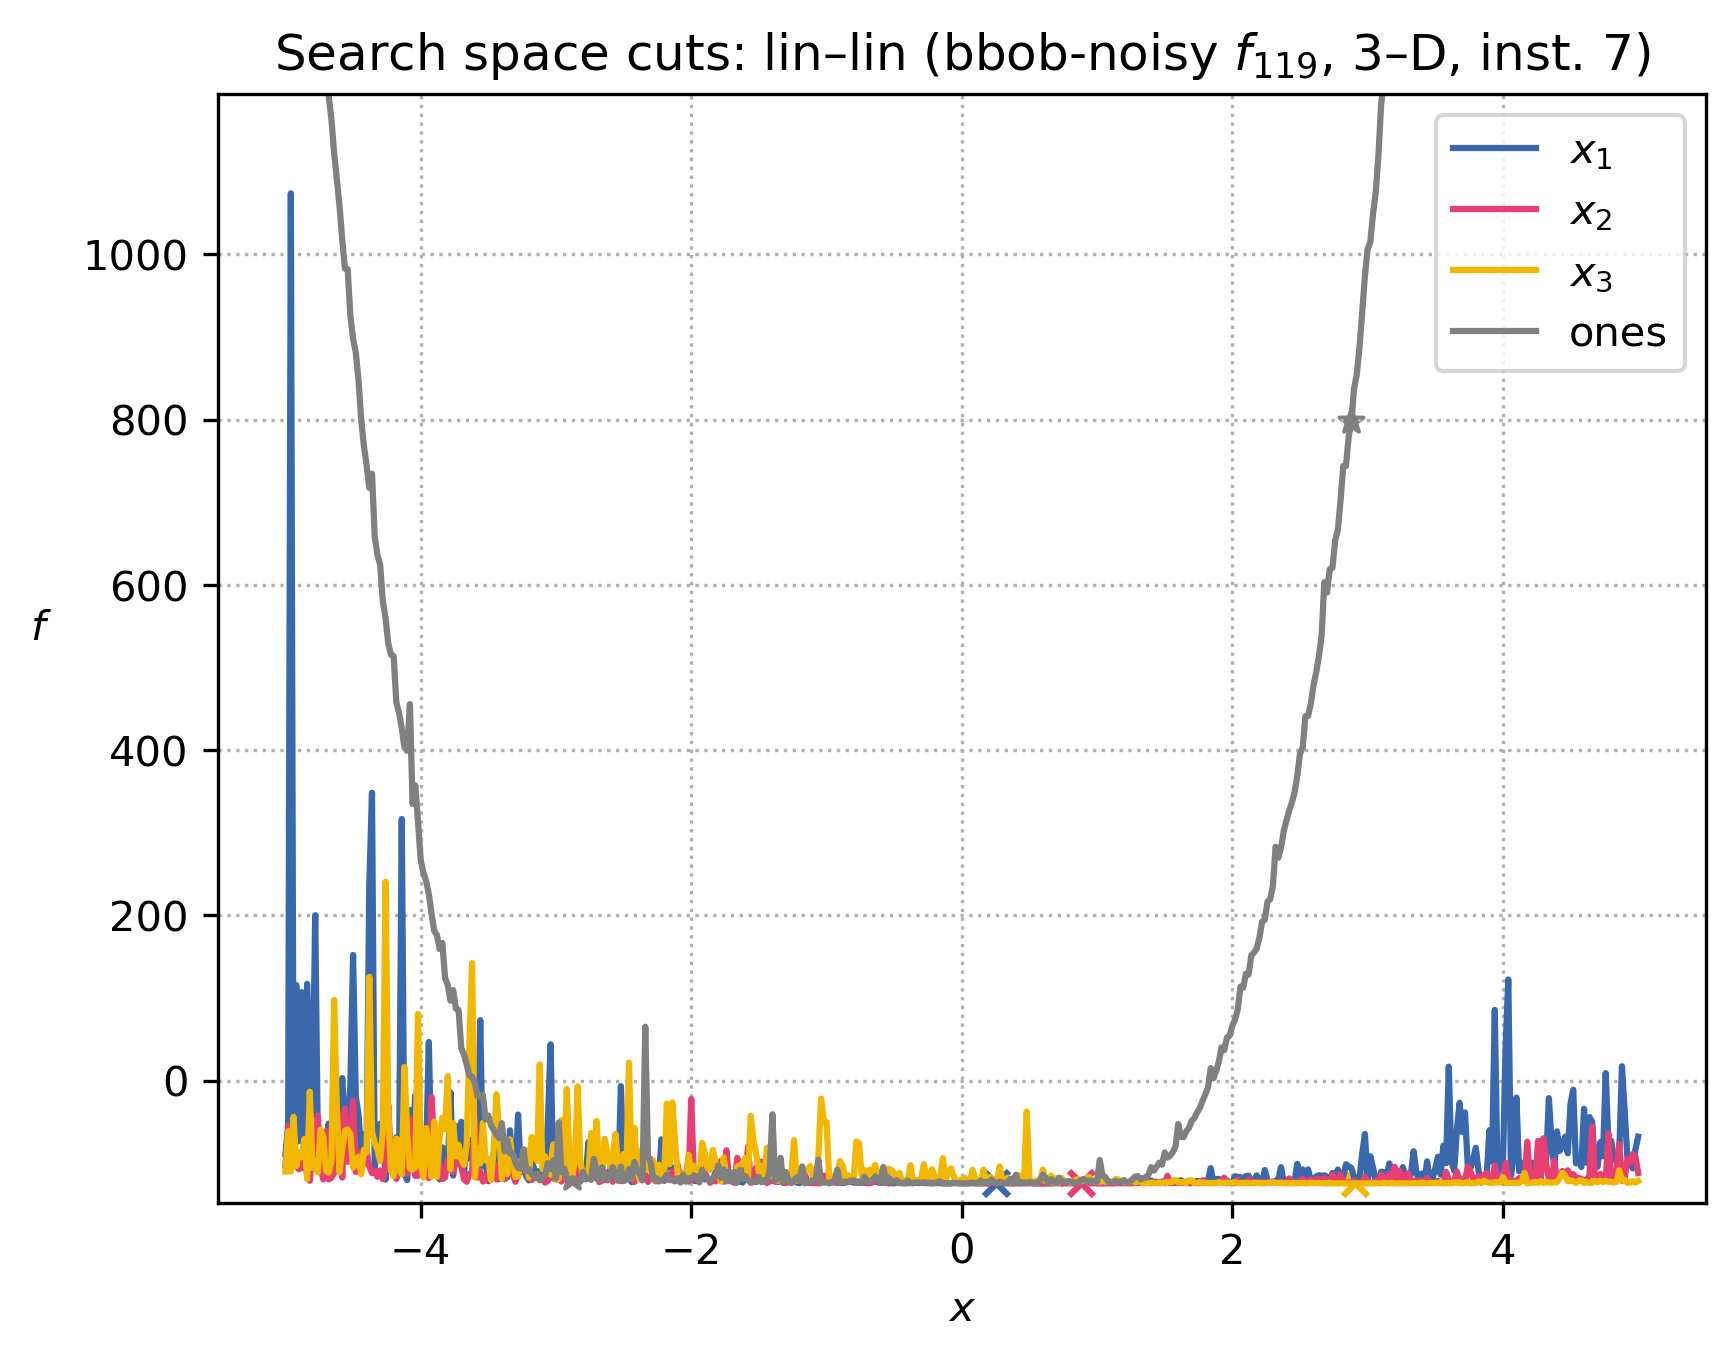 Search space cuts: lin–lin (bbob-noisy f₁₁₉, 3–D, inst. 7)
x₁
x₂
x₃
ones
1000
800
600
400
200
0
f
−4
−2
0
2
4
x